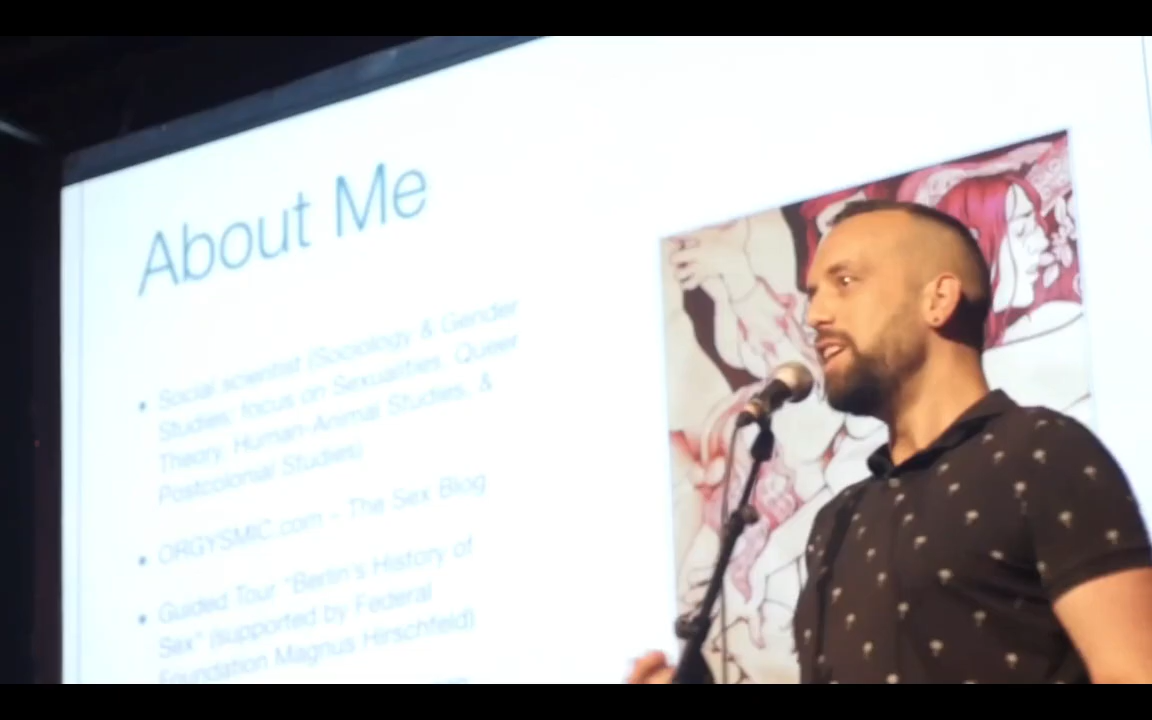 About Me
• Social scientist (Sociology & Gender
Studies, focus on Sexualities, Queer
Theory, Human-Animal Studies, &
Postcolonial Studies)
• ORGYSMIC.com – The Sex Blog
• Guided Tour "Berlin's History of
Sex" (supported by Federal
Foundation Magnus Hirschfeld)